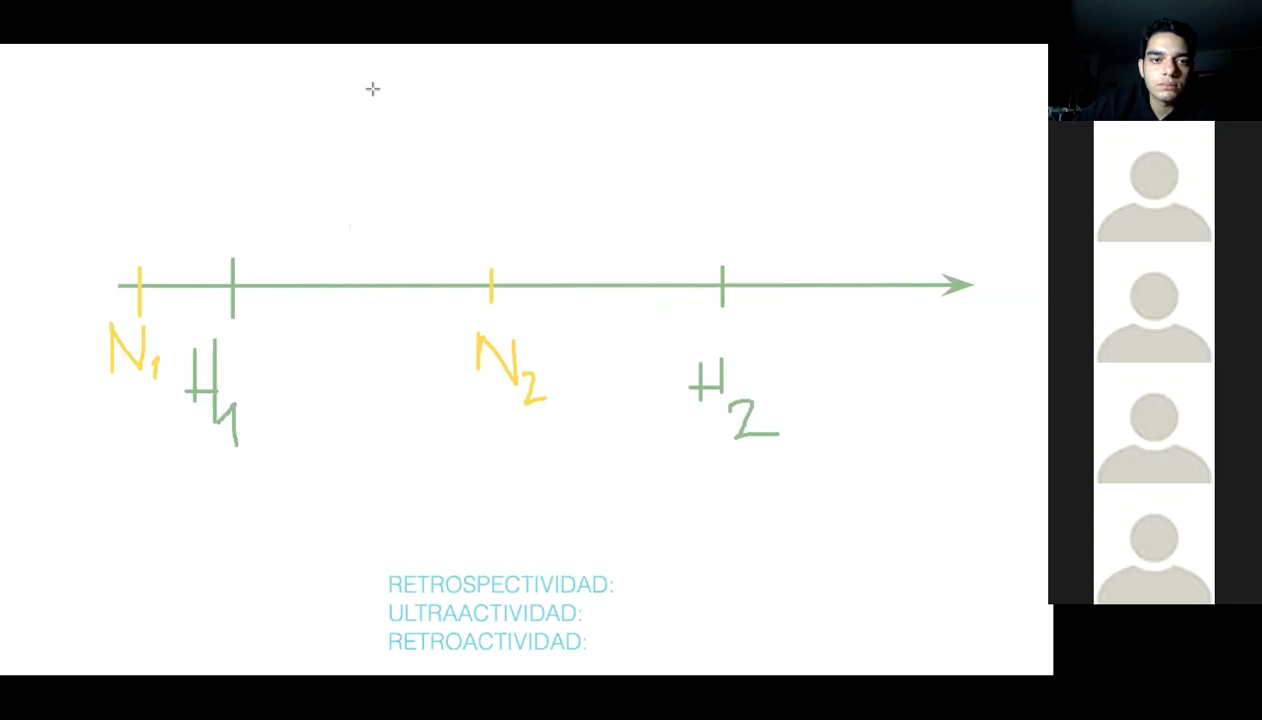 N1 H1 N2 H2
RETROSPECTIVIDAD:
ULTRAACTIVIDAD:
RETROACTIVIDAD: